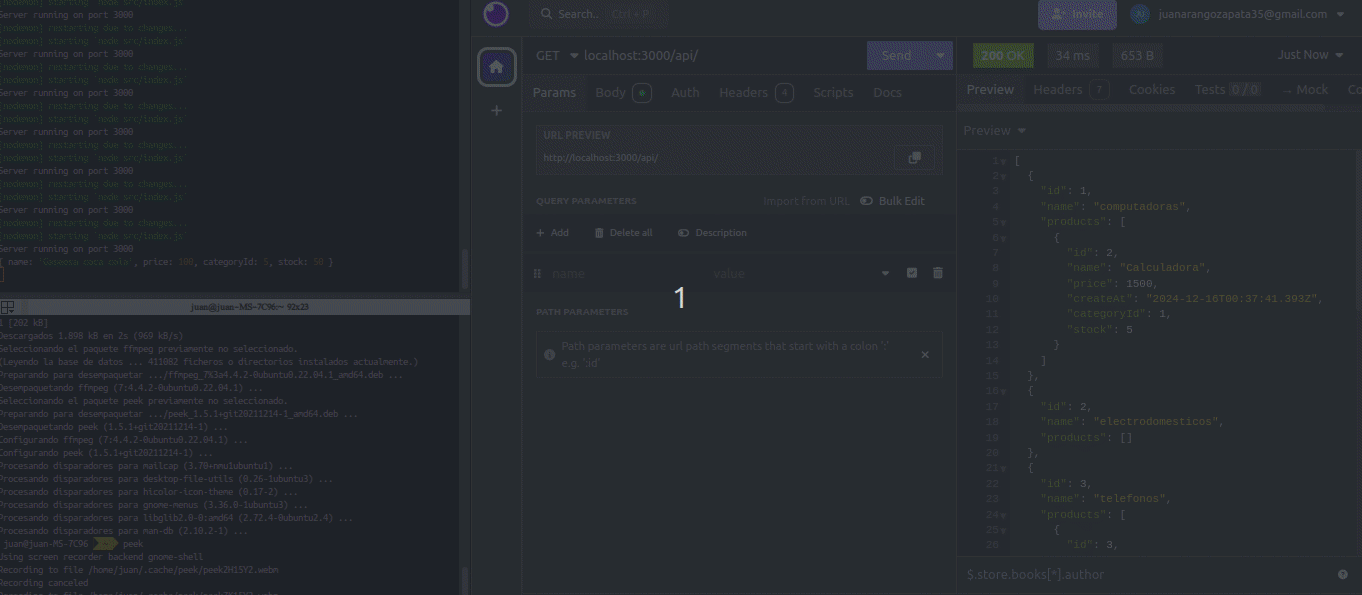 [nodemon] starting `node src/index.js`
Server running on port 3000
[nodemon] restarting due to changes...
[nodemon] starting `node src/index.js`
Server running on port 3000
[nodemon] restarting due to changes...
[nodemon] starting `node src/index.js`
Server running on port 3000
[nodemon] restarting due to changes...
[nodemon] starting `node src/index.js`
Server running on port 3000
[nodemon] restarting due to changes...
[nodemon] starting `node src/index.js`
Server running on port 3000
[nodemon] restarting due to changes...
[nodemon] starting `node src/index.js`
Server running on port 3000
[nodemon] restarting due to changes...
[nodemon] starting `node src/index.js`
Server running on port 3000
{ name: 'Gaseosa coca cola', price: 100, categoryId: 5, stock: 50 }
juan@juan-MS-7C96:~ 92x23
1 [202 kB]
Descargados 1.898 kB en 2s (969 kB/s)
Seleccionando el paquete ffmpeg previamente no seleccionado.
(Leyendo la base de datos ... 411082 ficheros o directorios instalados actualmente.)
Preparando para desempaquetar .../ffmpeg_7%3a4.4.2-0ubuntu0.22.04.1_amd64.deb ...
Desempaquetando ffmpeg (7:4.4.2-0ubuntu0.22.04.1) ...
Seleccionando el paquete peek previamente no seleccionado.
Preparando para desempaquetar .../peek_1.5.1+git20211214-1_amd64.deb ...
Desempaquetando peek (1.5.1+git20211214-1) ...
Configurando ffmpeg (7:4.4.2-0ubuntu0.22.04.1) ...
Configurando peek (1.5.1+git20211214-1) ...
Procesando disparadores para mailcap (3.70+nmu1ubuntu1) ...
Procesando disparadores para desktop-file-utils (0.26-1ubuntu3) ...
Procesando disparadores para hicolor-icon-theme (0.17-2) ...
Procesando disparadores para gnome-menus (3.36.0-1ubuntu3) ...
Procesando disparadores para libglib2.0-0:amd64 (2.72.4-0ubuntu2.4) ...
Procesando disparadores para man-db (2.10.2-1) ...
juan@juan-MS-7C96 ~ peek
Using screen recorder backend gnome-shell
Recording to file /home/juan/.cache/peek/peek2H15Y2.webm
Recording canceled
Search.. Ctrl + P
Invite
JU juanarangozapata35@gmail.com
GET localhost:3000/api/
Send
Params Body Auth Headers 4 Scripts Docs
URL PREVIEW
http://localhost:3000/api/
QUERY PARAMETERS Import from URL Bulk Edit
+ Add Delete all Description
name value
1
PATH PARAMETERS
Path parameters are url path segments that start with a colon ':'
e.g. ':id'
200 OK 34 ms 653 B Just Now
Preview Headers 7 Cookies Tests 0 / 0 → Mock Co
Preview
1 [
2 {
3 "id": 1,
4 "name": "computadoras",
5 "products": [
6 {
7 "id": 2,
8 "name": "Calculadora",
9 "price": 1500,
10 "createAt": "2024-12-16T00:37:41.393Z",
11 "categoryId": 1,
12 "stock": 5
13 }
14 ]
15 },
16 {
17 "id": 2,
18 "name": "electrodomesticos",
19 "products": []
20 },
21 {
22 "id": 3,
23 "name": "telefonos",
24 "products": [
25 {
26 "id": 3,
$.store.books[*].author